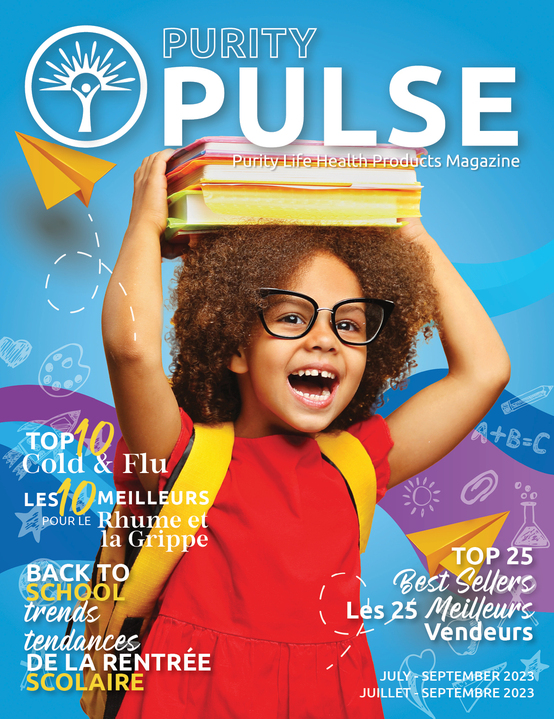 PURITY
PULSE
Purity Life Health Products Magazine
TOP 10
Cold & Flu
LES 10 MEILLEURS
POUR LE Rhume et
la Grippe
BACK TO
SCHOOL
trends
tendances
DE LA RENTRÉE
SCOLAIRE
A+B=C
TOP 25
Best Sellers
Les 25 Meilleurs
Vendeurs
JULY - SEPTEMBER 2023
JUILLET - SEPTEMBRE 2023